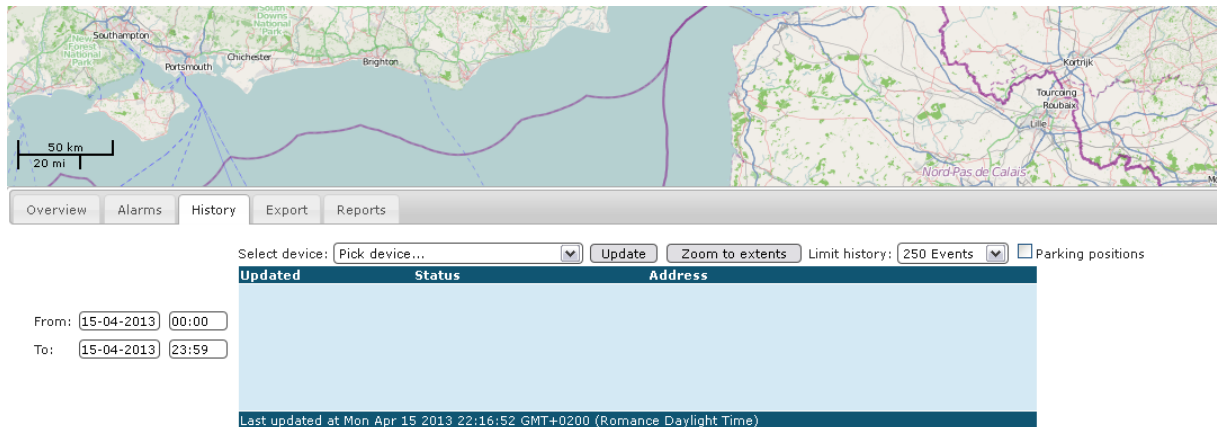 South
Downs
National
Park
New
Forest
National
Park
Southampton
Portsmouth
Chichester
Brighton
Kortrijk
Tourcoing
Roubaix
Lille
Nord-Pas de Calais
50 km
20 mi
Overview Alarms History Export Reports
Select device: Pick device... Update Zoom to extents Limit history: 250 Events Parking positions
Updated Status Address
From: 15-04-2013 00:00
To: 15-04-2013 23:59
Last updated at Mon Apr 15 2013 22:16:52 GMT+0200 (Romance Daylight Time)